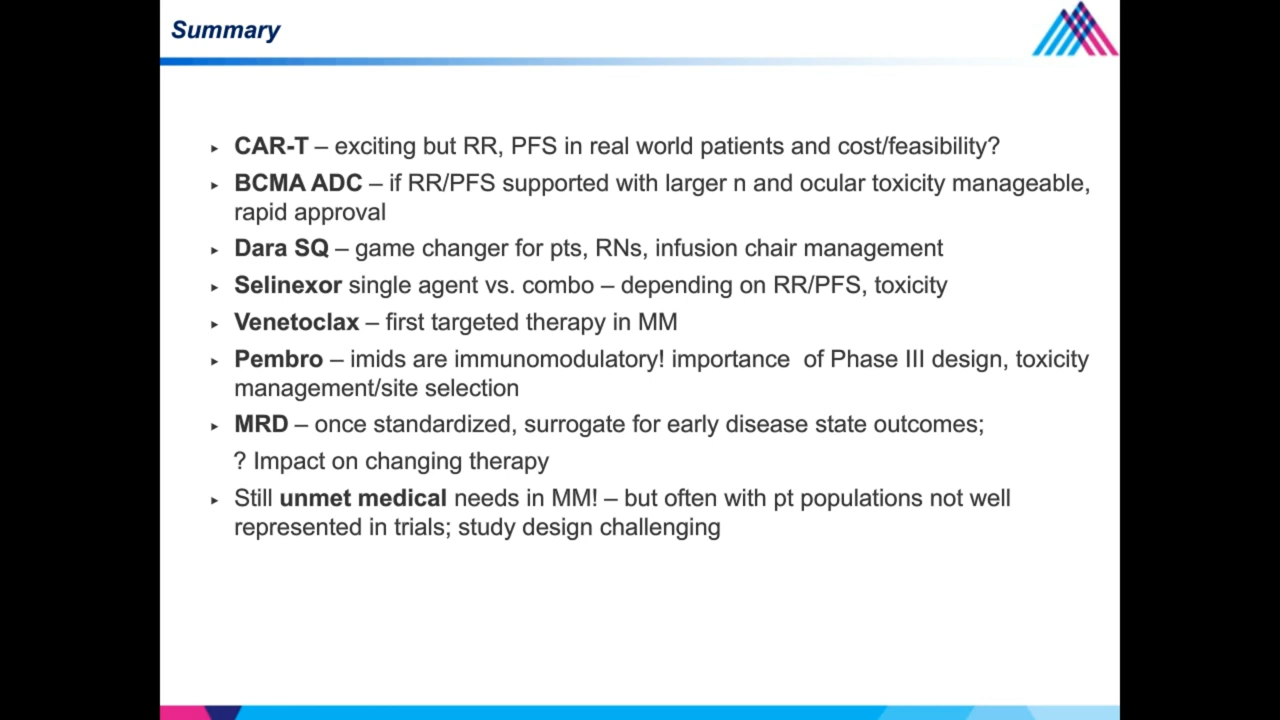 Summary
▸ CAR-T – exciting but RR, PFS in real world patients and cost/feasibility?
▸ BCMA ADC – if RR/PFS supported with larger n and ocular toxicity manageable,
rapid approval
▸ Dara SQ – game changer for pts, RNs, infusion chair management
▸ Selinexor single agent vs. combo – depending on RR/PFS, toxicity
▸ Venetoclax – first targeted therapy in MM
▸ Pembro – imids are immunomodulatory! importance  of Phase III design, toxicity
management/site selection
▸ MRD – once standardized, surrogate for early disease state outcomes;
? Impact on changing therapy
▸ Still unmet medical needs in MM! – but often with pt populations not well
represented in trials; study design challenging